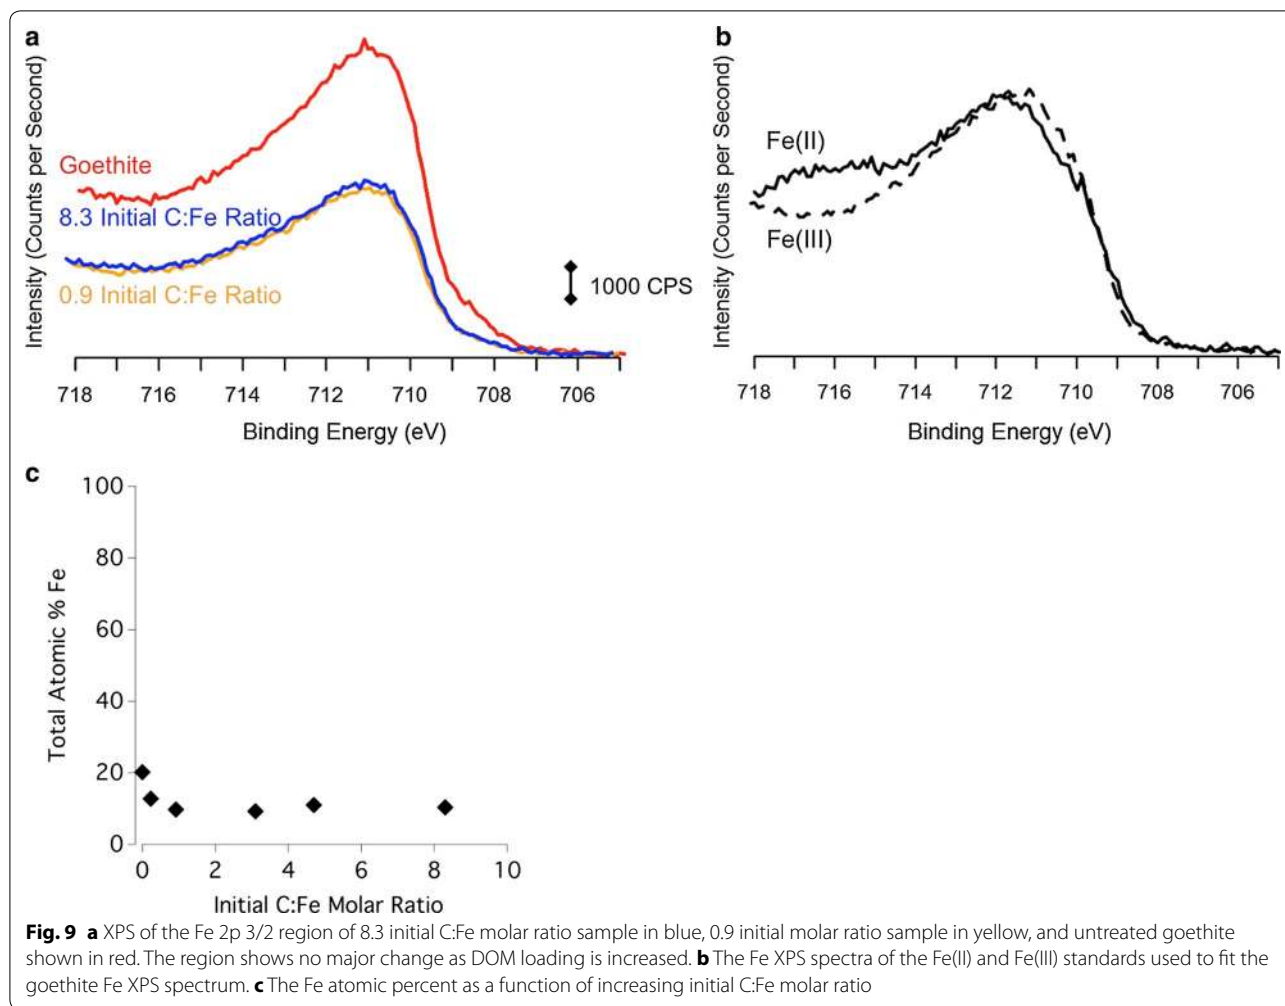 a
Intensity (Counts per Second)
Goethite
8.3 Initial C:Fe Ratio
0.9 Initial C:Fe Ratio
1000 CPS
718 716 714 712 710 708 706
Binding Energy (eV)
b
Intensity (Counts per Second)
Fe(II)
Fe(III)
718 716 714 712 710 708 706
Binding Energy (eV)
c
Total Atomic % Fe
100
80
60
40
20
0
0 2 4 6 8 10
Initial C:Fe Molar Ratio
Fig. 9 a XPS of the Fe 2p 3/2 region of 8.3 initial C:Fe molar ratio sample in blue, 0.9 initial molar ratio sample in yellow, and untreated goethite
shown in red. The region shows no major change as DOM loading is increased. b The Fe XPS spectra of the Fe(II) and Fe(III) standards used to fit the
goethite Fe XPS spectrum. c The Fe atomic percent as a function of increasing initial C:Fe molar ratio